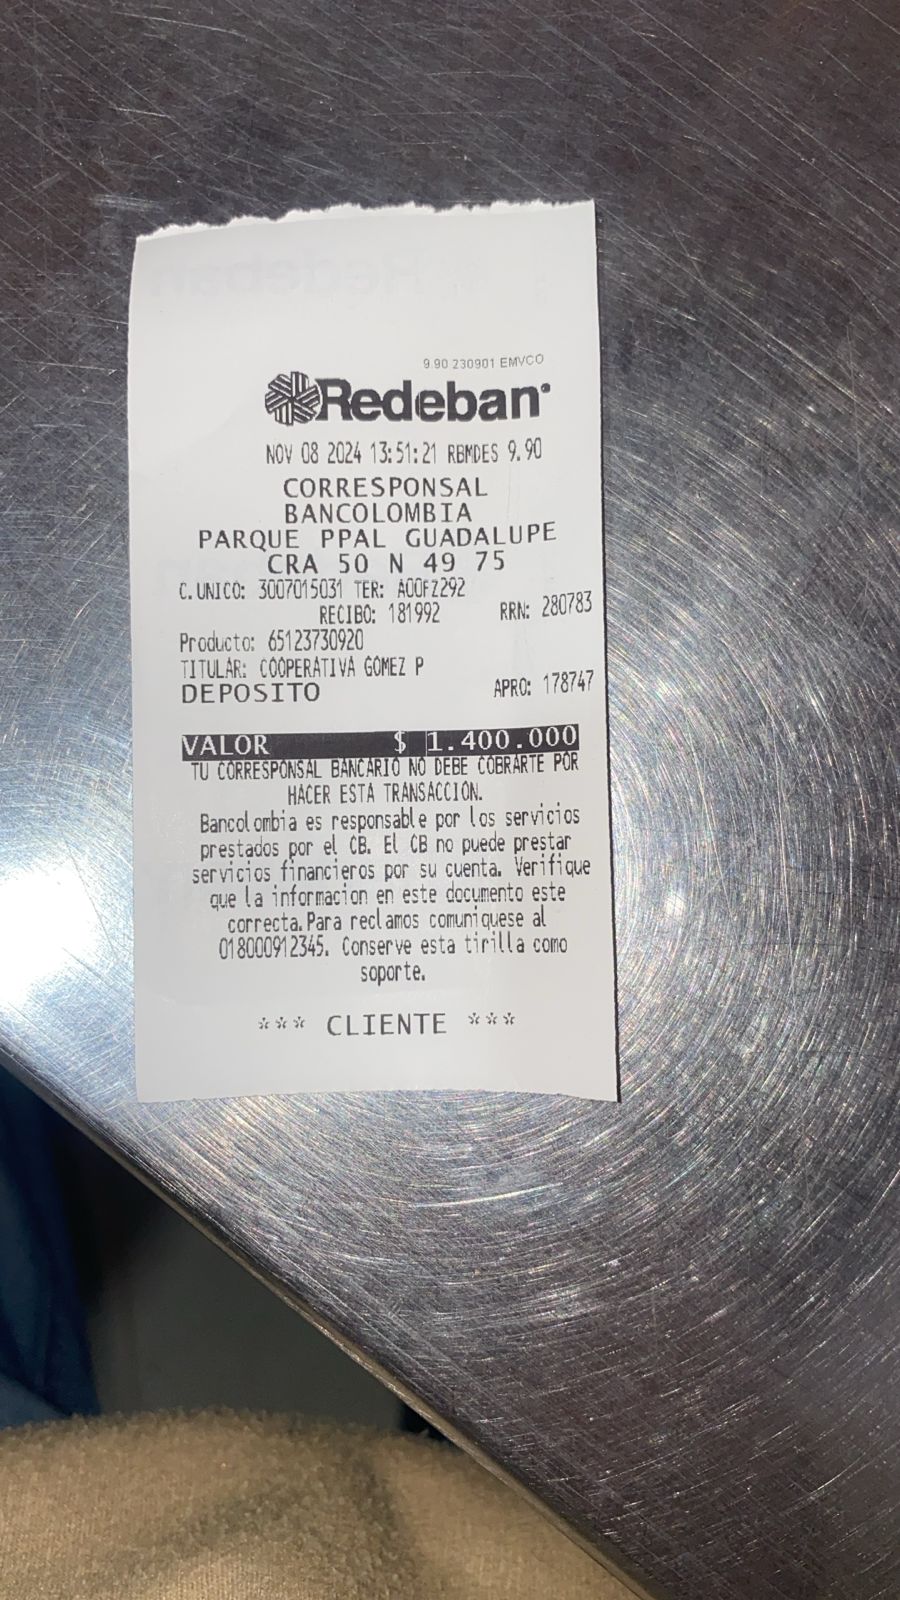 9.90 230901 EMVCO
Redeban
NOV 08 2024 13:51:21 RBMDES 9.90
CORRESPONSAL
BANCOLOMBIA
PARQUE PPAL GUADALUPE
CRA 50 N 49 75
C.UNICO: 3007015031 TER: A00FZ292
RECIBO: 181992 RRN: 280783
Producto: 65123730920
TITULAR: COOPERATIVA GOMEZ P
DEPOSITO APRO: 178747
VALOR $ 1.400.000
TU CORRESPONSAL BANCARIO NO DEBE COBRARTE POR
HACER ESTA TRANSACCION.
Bancolombia es responsable por los servicios
prestados por el CB. El CB no puede prestar
servicios financieros por su cuenta. Verifique
que la informacion en este documento este
correcta.Para reclamos comuniquese al
018000912345. Conserve esta tirilla como
soporte.
*** CLIENTE ***